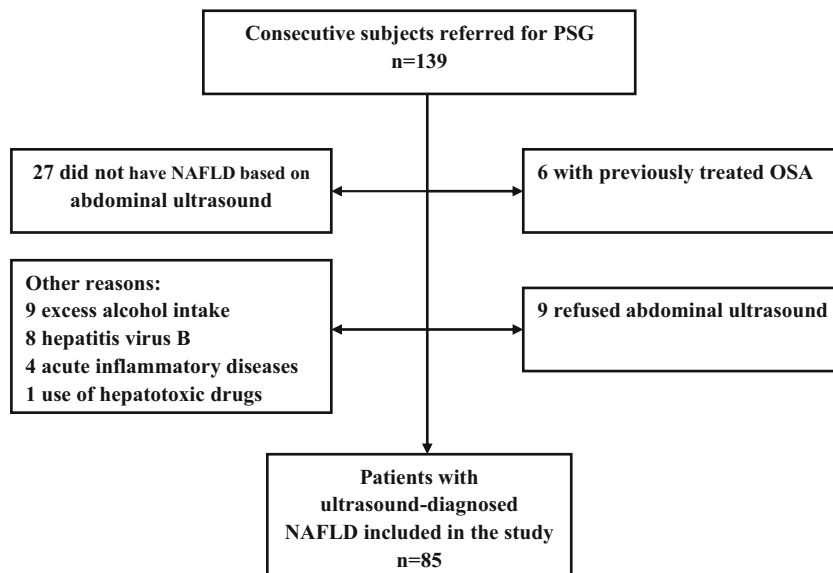 Consecutive subjects referred for PSG
n=139
27 did not have NAFLD based on
abdominal ultrasound
6 with previously treated OSA
Other reasons:
9 excess alcohol intake
8 hepatitis virus B
4 acute inflammatory diseases
1 use of hepatotoxic drugs
9 refused abdominal ultrasound
Patients with
ultrasound-diagnosed
NAFLD included in the study
n=85